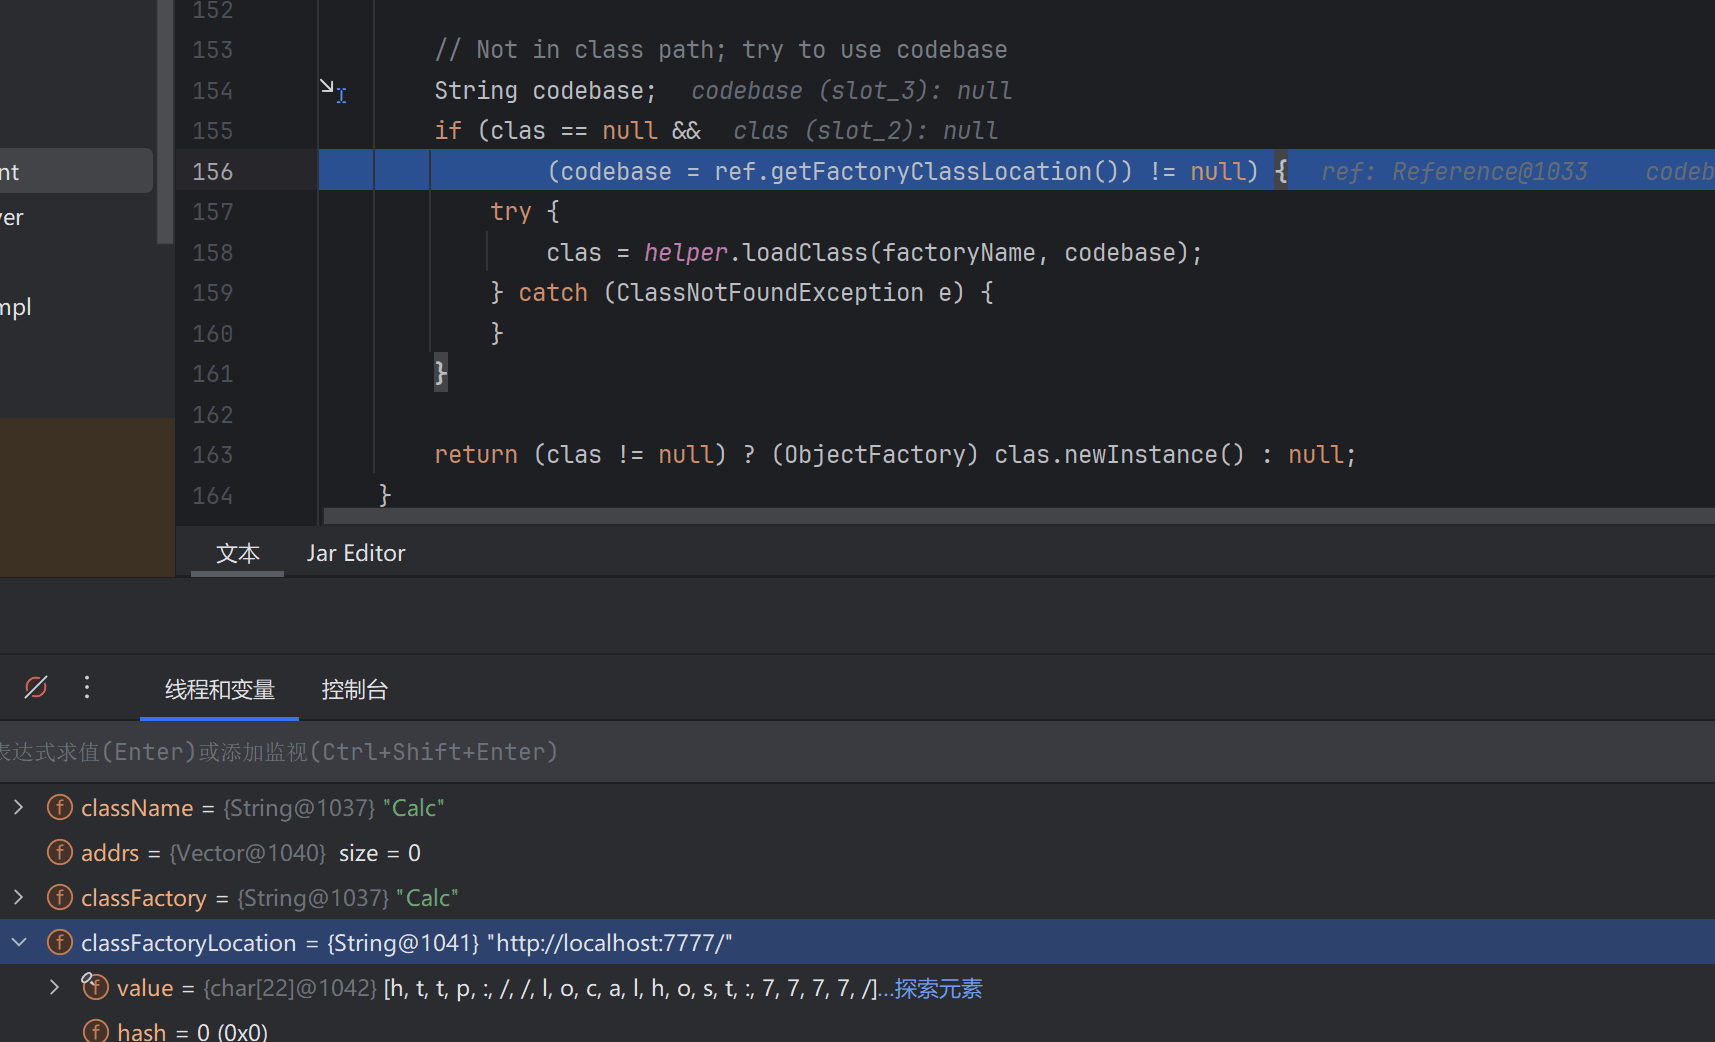 152
153 // Not in class path; try to use codebase
154 String codebase; codebase (slot_3): null
155 if (clas == null && clas (slot_2): null
nt
156 (codebase = ref.getFactoryClassLocation()) != null) { ref: Reference@1033 codeb
ver
157 try {
158 clas = helper.loadClass(factoryName, codebase);
159 } catch (ClassNotFoundException e) {
mpl
160 }
161 }
162
163 return (clas != null) ? (ObjectFactory) clas.newInstance() : null;
164 }
文本 Jar Editor
线程和变量 控制台
表达式求值(Enter)或添加监视(Ctrl+Shift+Enter)
f className = {String@1037} "Calc"
f addrs = {Vector@1040} size = 0
f classFactory = {String@1037} "Calc"
f classFactoryLocation = {String@1041} "http://localhost:7777/"
f value = {char[22]@1042} [h, t, t, p, :, /, /, l, o, c, a, l, h, o, s, t, :, 7, 7, 7, 7, /]...探索元素
f hash = 0 (0x0)